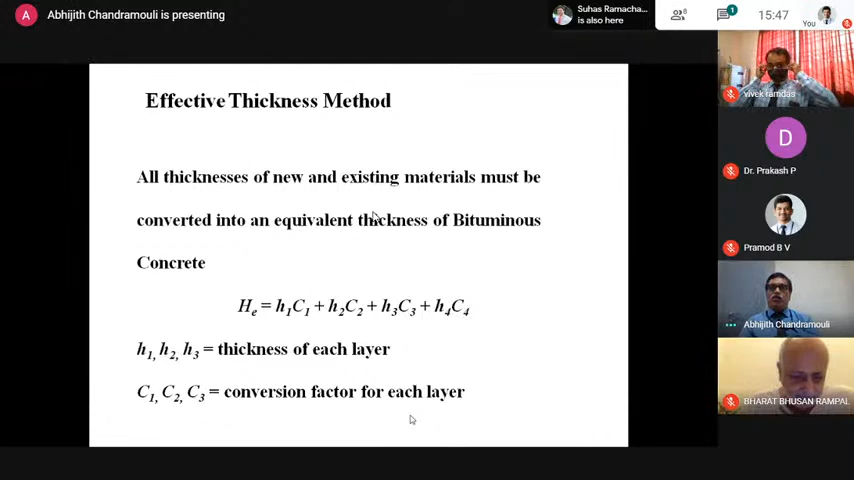 A
Abhijith Chandramouli is presenting
Suhas Ramacha...
is also here
8
1
15:47
You
Effective Thickness Method
All thicknesses of new and existing materials must be
converted into an equivalent thickness of Bituminous
Concrete
Hₑ = h₁C₁ + h₂C₂ + h₃C₃ + h₄C₄
h₁, h₂, h₃ = thickness of each layer
C₁, C₂, C₃ = conversion factor for each layer
vivek ramdas
D
Dr. Prakash P
Pramod B V
Abhijith Chandramouli
BHARAT BHUSAN RAMPAL